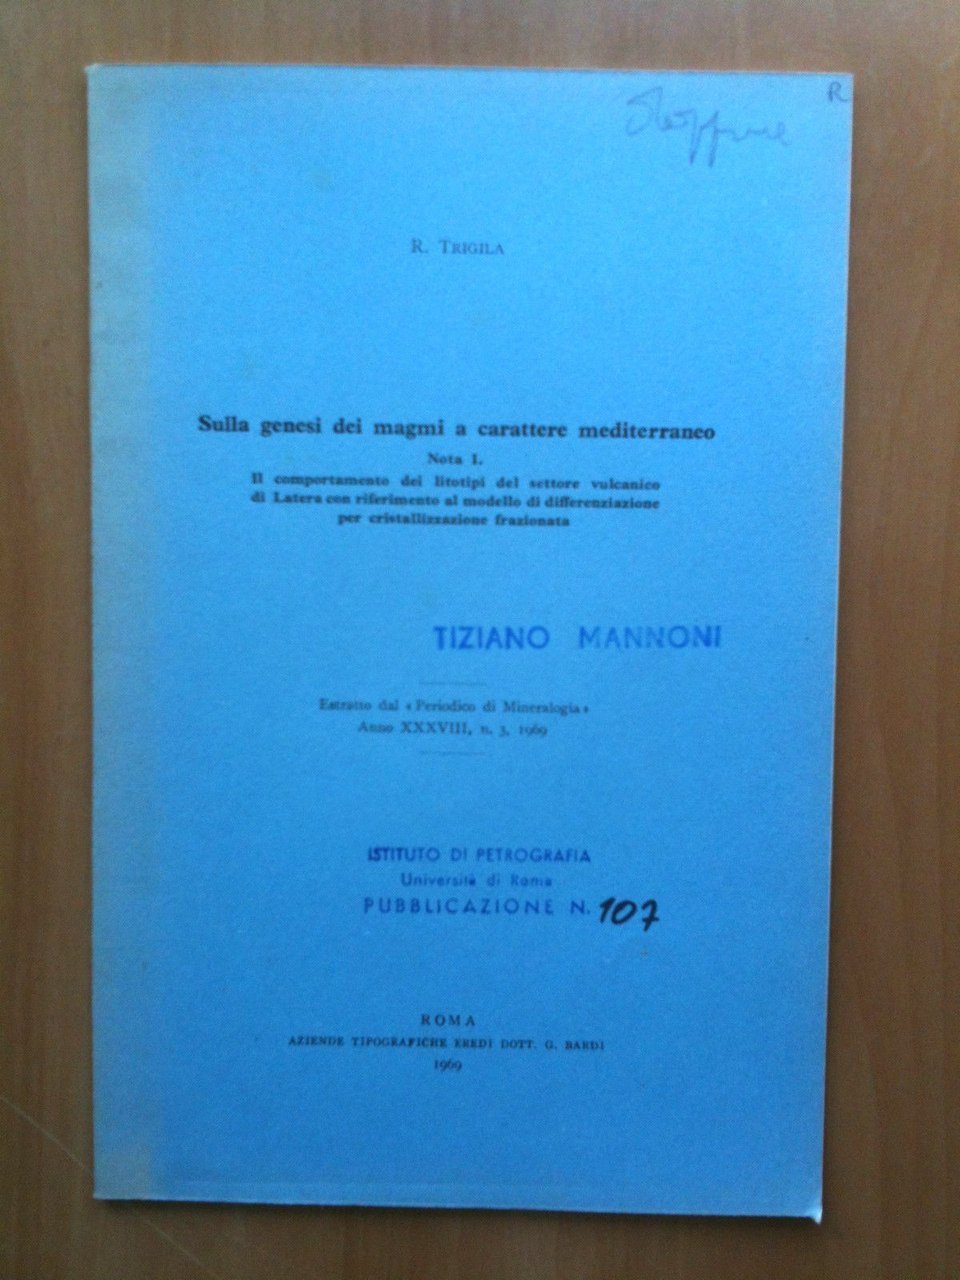 R
R. TRIGILA
Sulla genesi dei magmi a carattere mediterraneo
Nota I.
Il comportamento dei litotipi del settore vulcanico
di Latera con riferimento al modello di differenziazione
per cristallizzazione frazionata
TIZIANO MANNONI
Estratto dal « Periodico di Mineralogia »
Anno XXXVIII, n. 3, 1969
ISTITUTO DI PETROGRAFIA
Università di Roma
PUBBLICAZIONE N. 107
ROMA
AZIENDE TIPOGRAFICHE EREDI DOTT. G. BARDI
1969